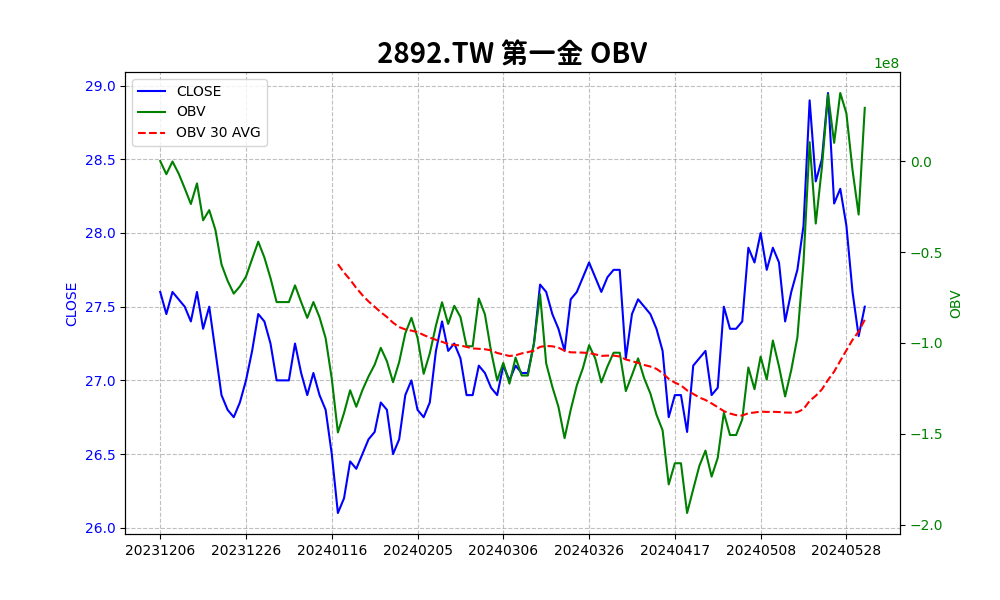 2892.TW 第一金 OBV
1e8
CLOSE
OBV
OBV 30 AVG
29.0
28.5
28.0
27.5
27.0
26.5
26.0
CLOSE
0.0
−0.5
−1.0
−1.5
−2.0
OBV
20231206 20231226 20240116 20240205 20240306 20240326 20240417 20240508 20240528